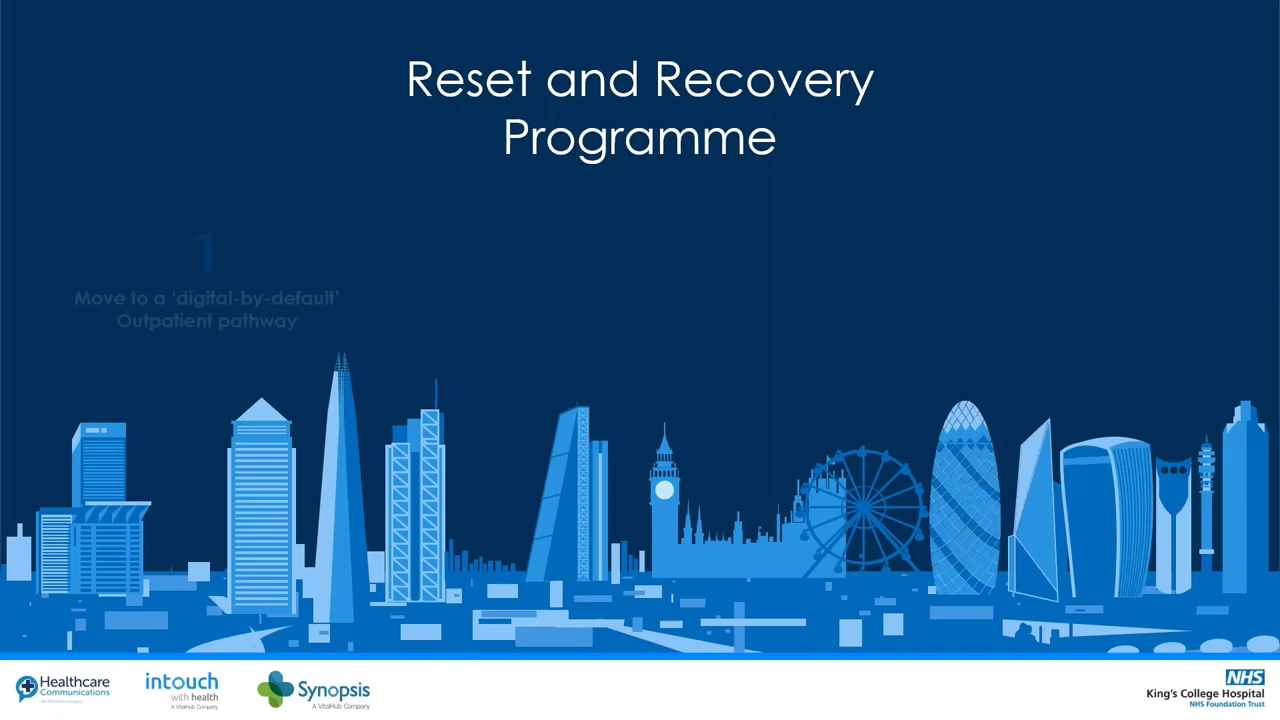 Reset and Recovery
Programme
1
Move to a ‘digital-by-default’
Outpatient pathway
Healthcare
Communications
intouch
with health
A VitalHub Company
Synopsis
A VitalHub Company
NHS
King's College Hospital
NHS Foundation Trust